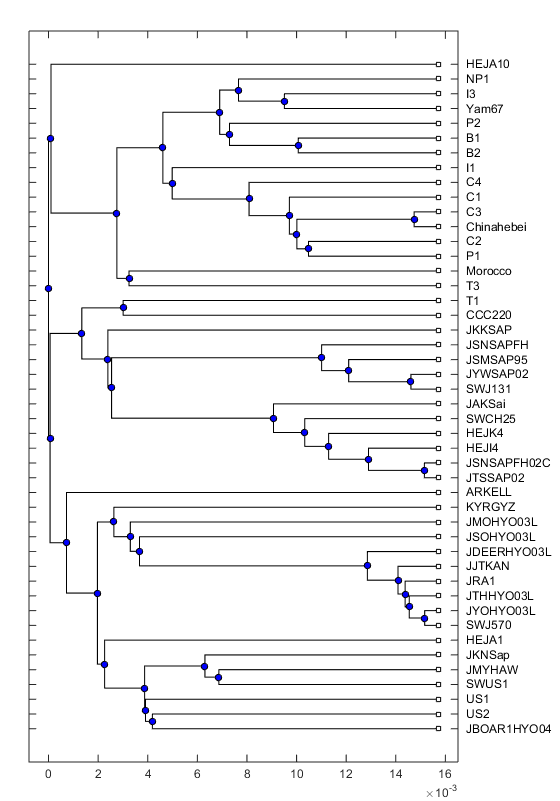 HEJA10
NP1
I3
Yam67
P2
B1
B2
I1
C4
C1
C3
Chinahebei
C2
P1
Morocco
T3
T1
CCC220
JKKSAP
JSNSAPFH
JSMSAP95
JYWSAP02
SWJ131
JAKSai
SWCH25
HEJK4
HEJI4
JSNSAPFH02C
JTSSAP02
ARKELL
KYRGYZ
JMOHYO03L
JSOHYO03L
JDEERHYO03L
JJTKAN
JRA1
JTHHYO03L
JYOHYO03L
SWJ570
HEJA1
JKNSap
JMYHAW
SWUS1
US1
US2
JBOAR1HYO04
0 2 4 6 8 10 12 14 16
×10⁻³